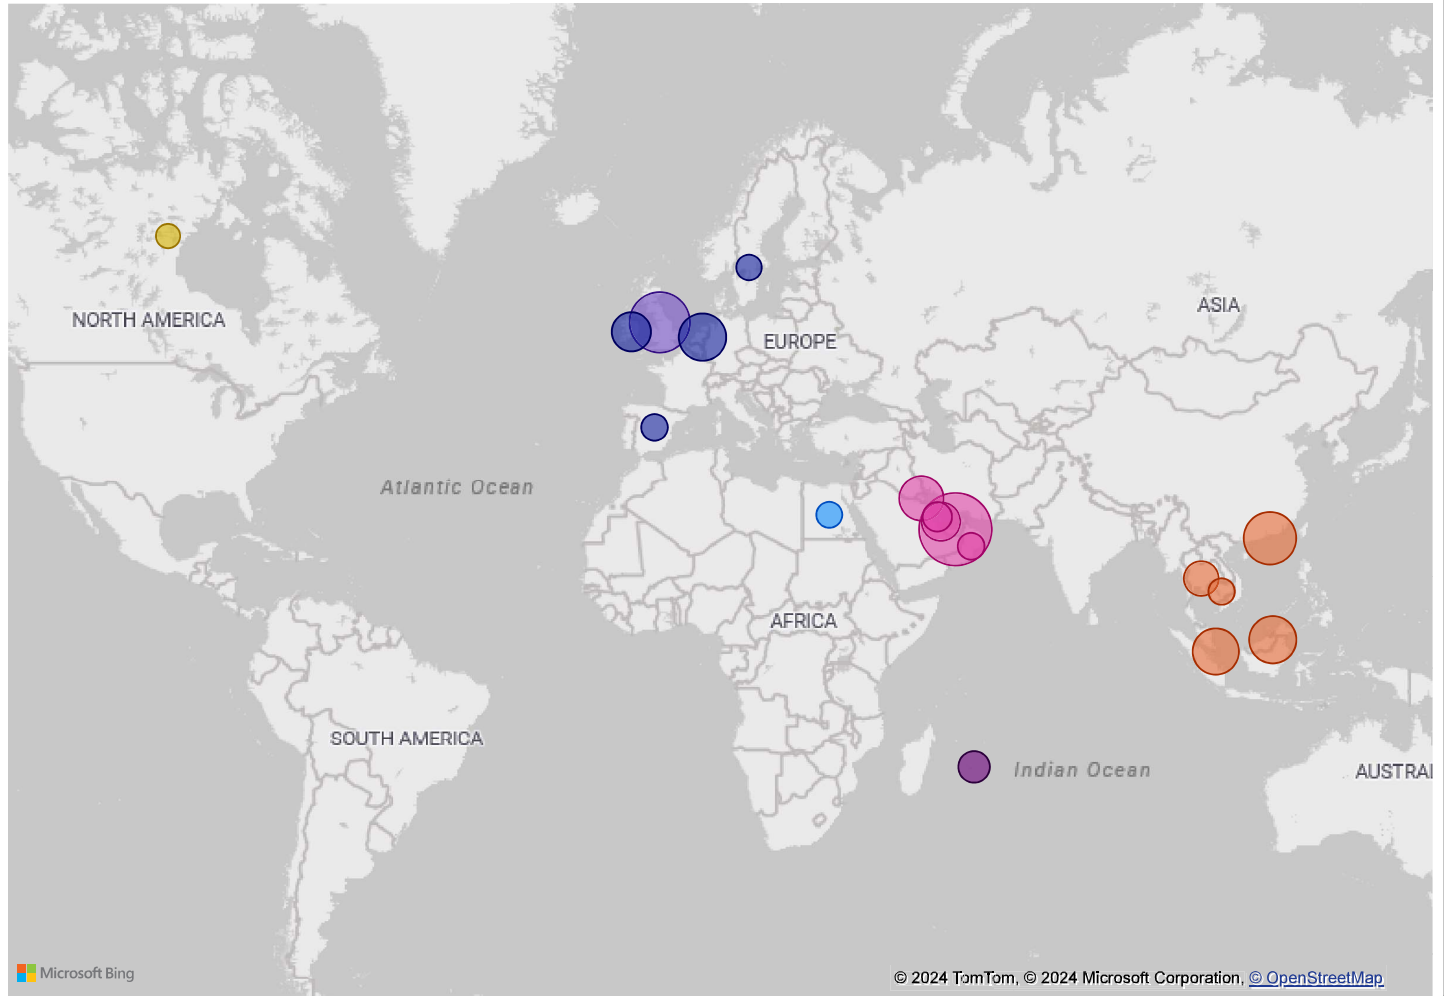 NORTH AMERICA
ASIA
EUROPE
Atlantic Ocean
AFRICA
SOUTH AMERICA
Indian Ocean
AUSTRAL
Microsoft Bing
© 2024 TomTom, © 2024 Microsoft Corporation, © OpenStreetMap